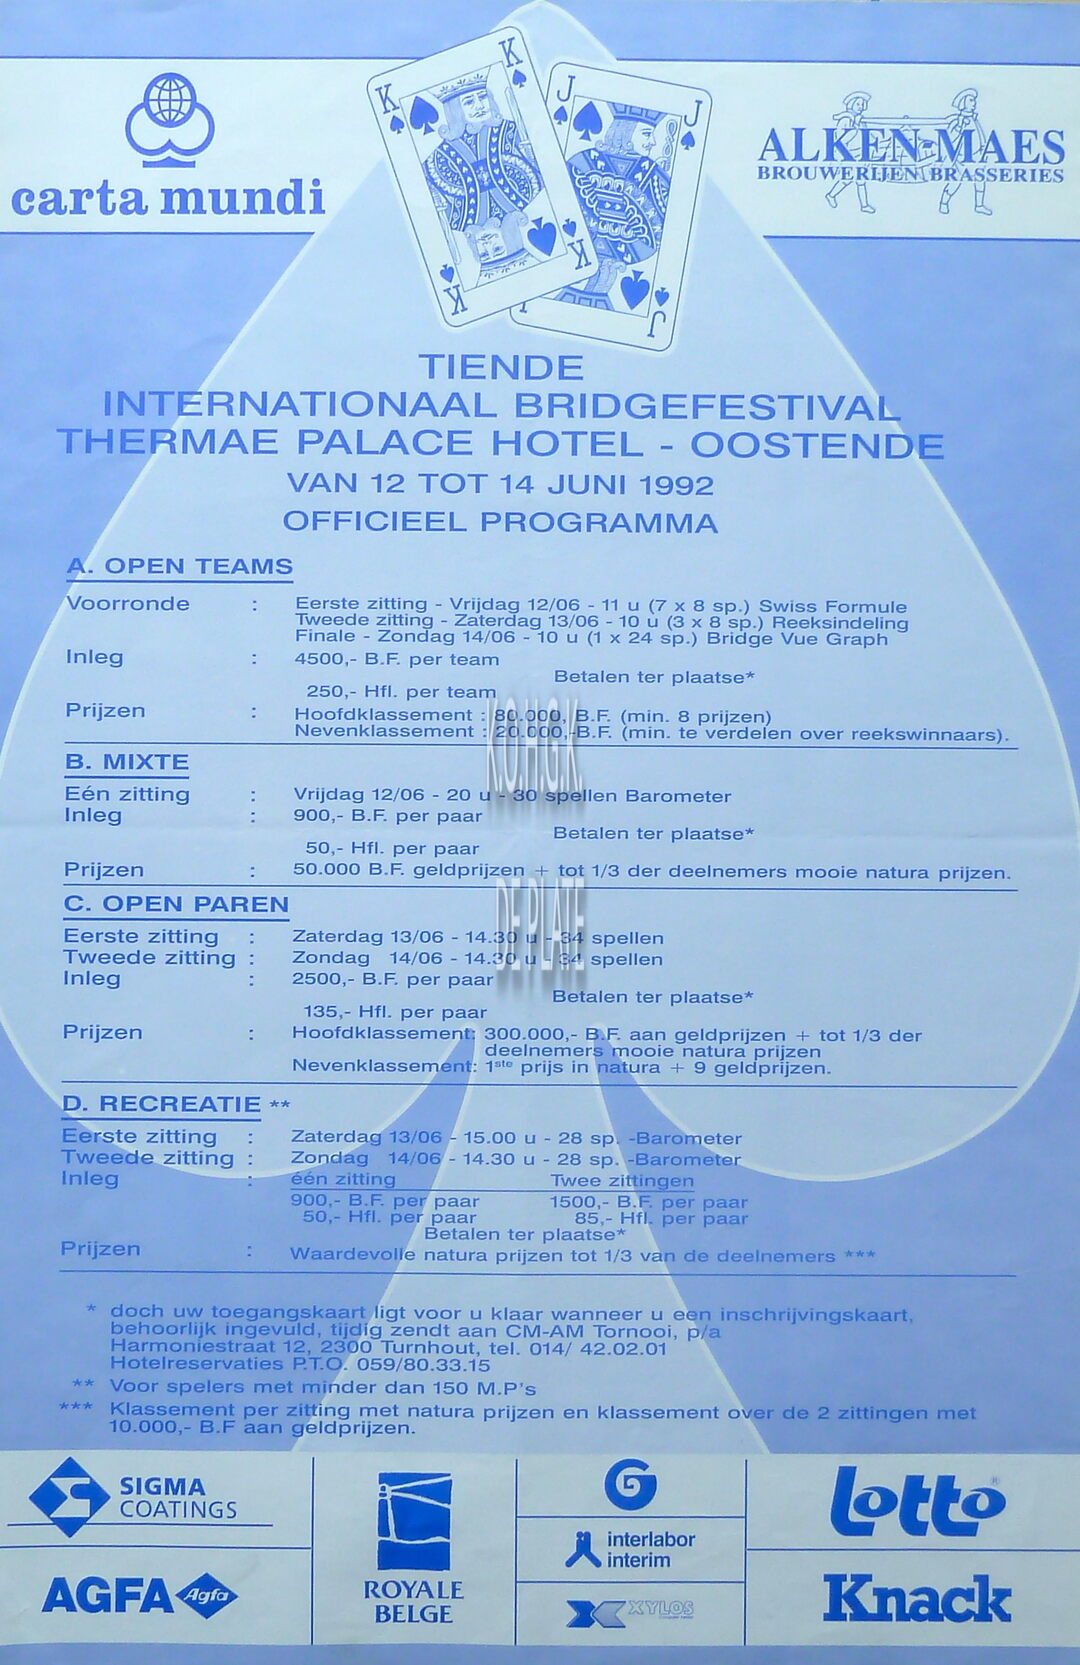 K K K K
J J J
carta mundi
ALKEN-MAES
BROUWERIJEN BRASSERIES
TIENDE
INTERNATIONAAL BRIDGEFESTIVAL
THERMAE PALACE HOTEL - OOSTENDE
VAN 12 TOT 14 JUNI 1992
OFFICIEEL PROGRAMMA
A. OPEN TEAMS
Voorronde : Eerste zitting - Vrijdag 12/06 - 11 u (7 x 8 sp.) Swiss Formule
Tweede zitting - Zaterdag 13/06 - 10 u (3 x 8 sp.) Reeksindeling
Finale - Zondag 14/06 - 10 u (1 x 24 sp.) Bridge Vue Graph
Inleg : 4500,- B.F. per team
Betalen ter plaatse*
250,- Hfl. per team
Prijzen : Hoofdklassement : 80.000, B.F. (min. 8 prijzen)
Nevenklassement : 20.000,-B.F. (min. te verdelen over reekswinnaars).
K.O.H.G.K.
B. MIXTE
Eén zitting : Vrijdag 12/06 - 20 u - 30 spellen Barometer
Inleg : 900,- B.F. per paar
Betalen ter plaatse*
50,- Hfl. per paar
Prijzen : 50.000 B.F. geldprijzen + tot 1/3 der deelnemers mooie natura prijzen.
DE PLATE
C. OPEN PAREN
Eerste zitting : Zaterdag 13/06 - 14.30 u - 34 spellen
Tweede zitting : Zondag 14/06 - 14.30 u - 34 spellen
Inleg : 2500,- B.F. per paar
Betalen ter plaatse*
135,- Hfl. per paar
Prijzen : Hoofdklassement: 300.000,- B.F. aan geldprijzen + tot 1/3 der
deelnemers mooie natura prijzen
Nevenklassement: 1ste prijs in natura + 9 geldprijzen.
D. RECREATIE **
Eerste zitting : Zaterdag 13/06 - 15.00 u - 28 sp. -Barometer
Tweede zitting : Zondag 14/06 - 14.30 u - 28 sp. -Barometer
Inleg : één zitting Twee zittingen
900,- B.F. per paar 1500,- B.F. per paar
50,- Hfl. per paar 85,- Hfl. per paar
Betalen ter plaatse*
Prijzen : Waardevolle natura prijzen tot 1/3 van de deelnemers ***
* doch uw toegangskaart ligt voor u klaar wanneer u een inschrijvingskaart,
behoorlijk ingevuld, tijdig zendt aan CM-AM Tornooi, p/a
Harmoniestraat 12, 2300 Turnhout, tel. 014/ 42.02.01
Hotelreservaties P.T.O. 059/80.33.15
** Voor spelers met minder dan 150 M.P's
*** Klassement per zitting met natura prijzen en klassement over de 2 zittingen met
10.000,- B.F aan geldprijzen.
SIGMA
COATINGS
AGFA Agfa
ROYALE
BELGE
interlabor
interim
XYLOS
lotto®
Knack